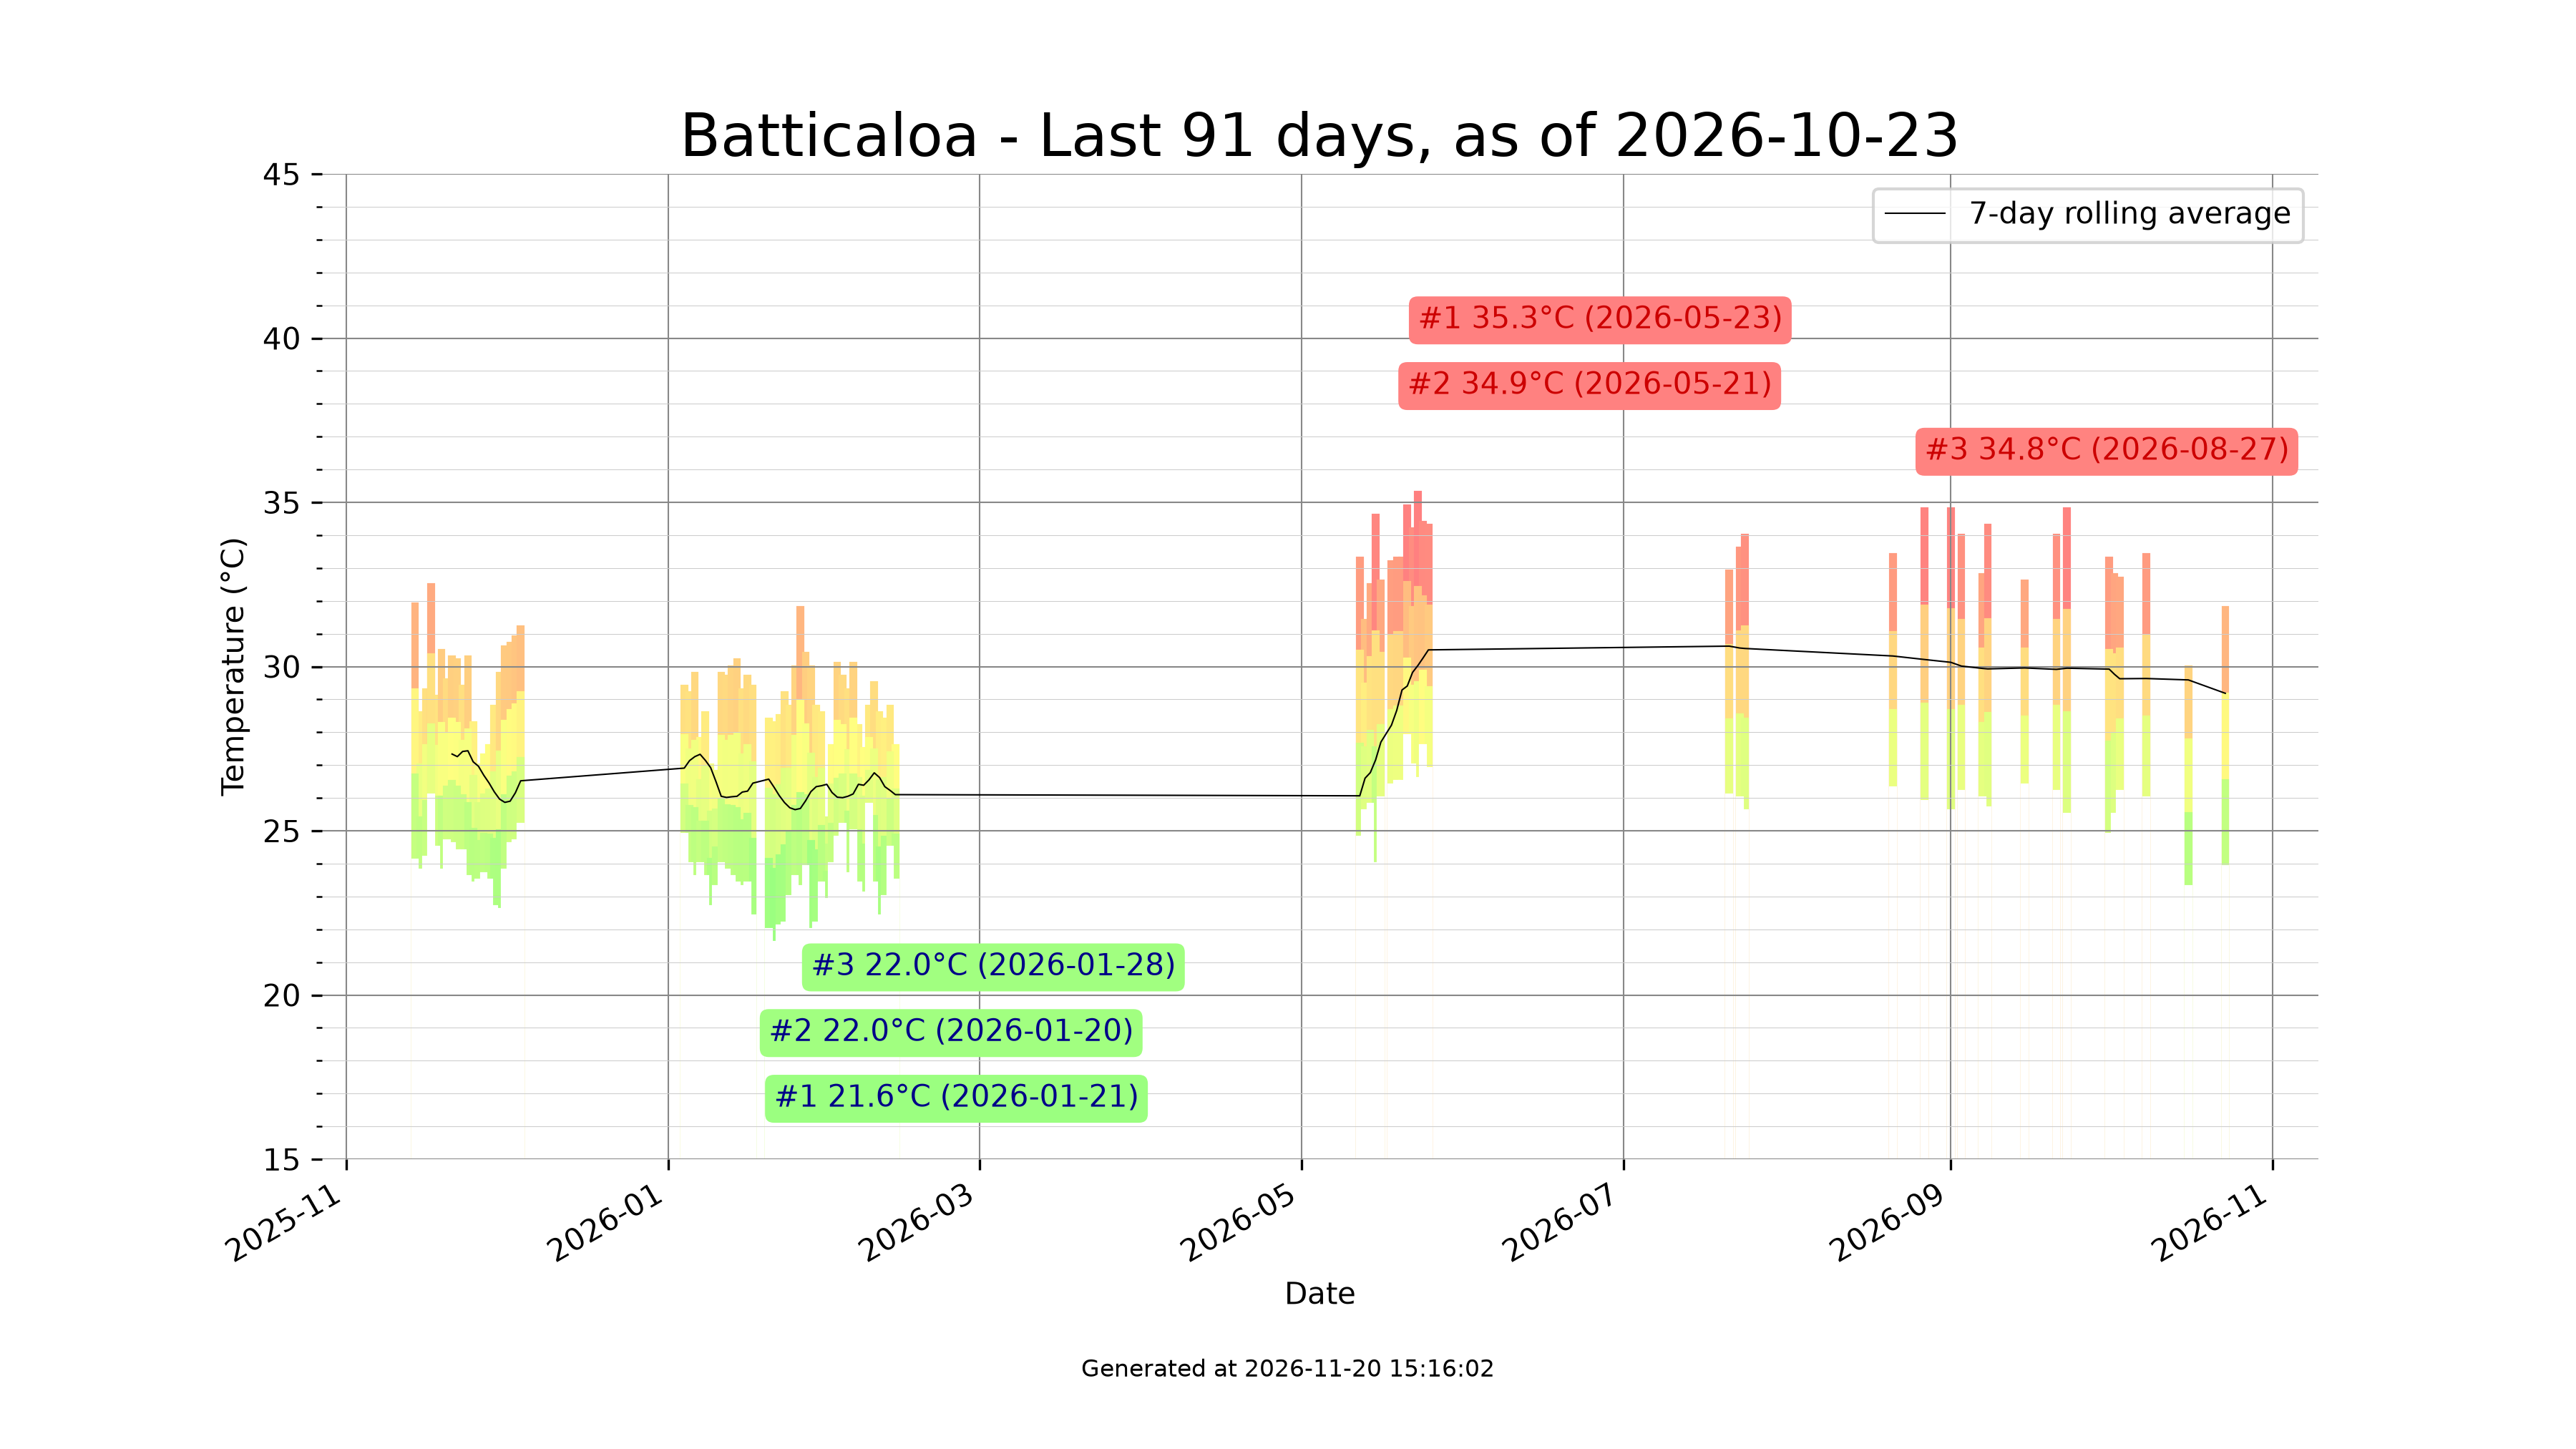 Batticaloa - Last 91 days, as of 2026-10-23
45
40
35
30
25
20
15
Temperature (°C)
7-day rolling average
#1 35.3°C (2026-05-23)
#2 34.9°C (2026-05-21)
#3 34.8°C (2026-08-27)
#3 22.0°C (2026-01-28)
#2 22.0°C (2026-01-20)
#1 21.6°C (2026-01-21)
2025-11
2026-01
2026-03
2026-05
2026-07
2026-09
2026-11
Date
Generated at 2026-11-20 15:16:02